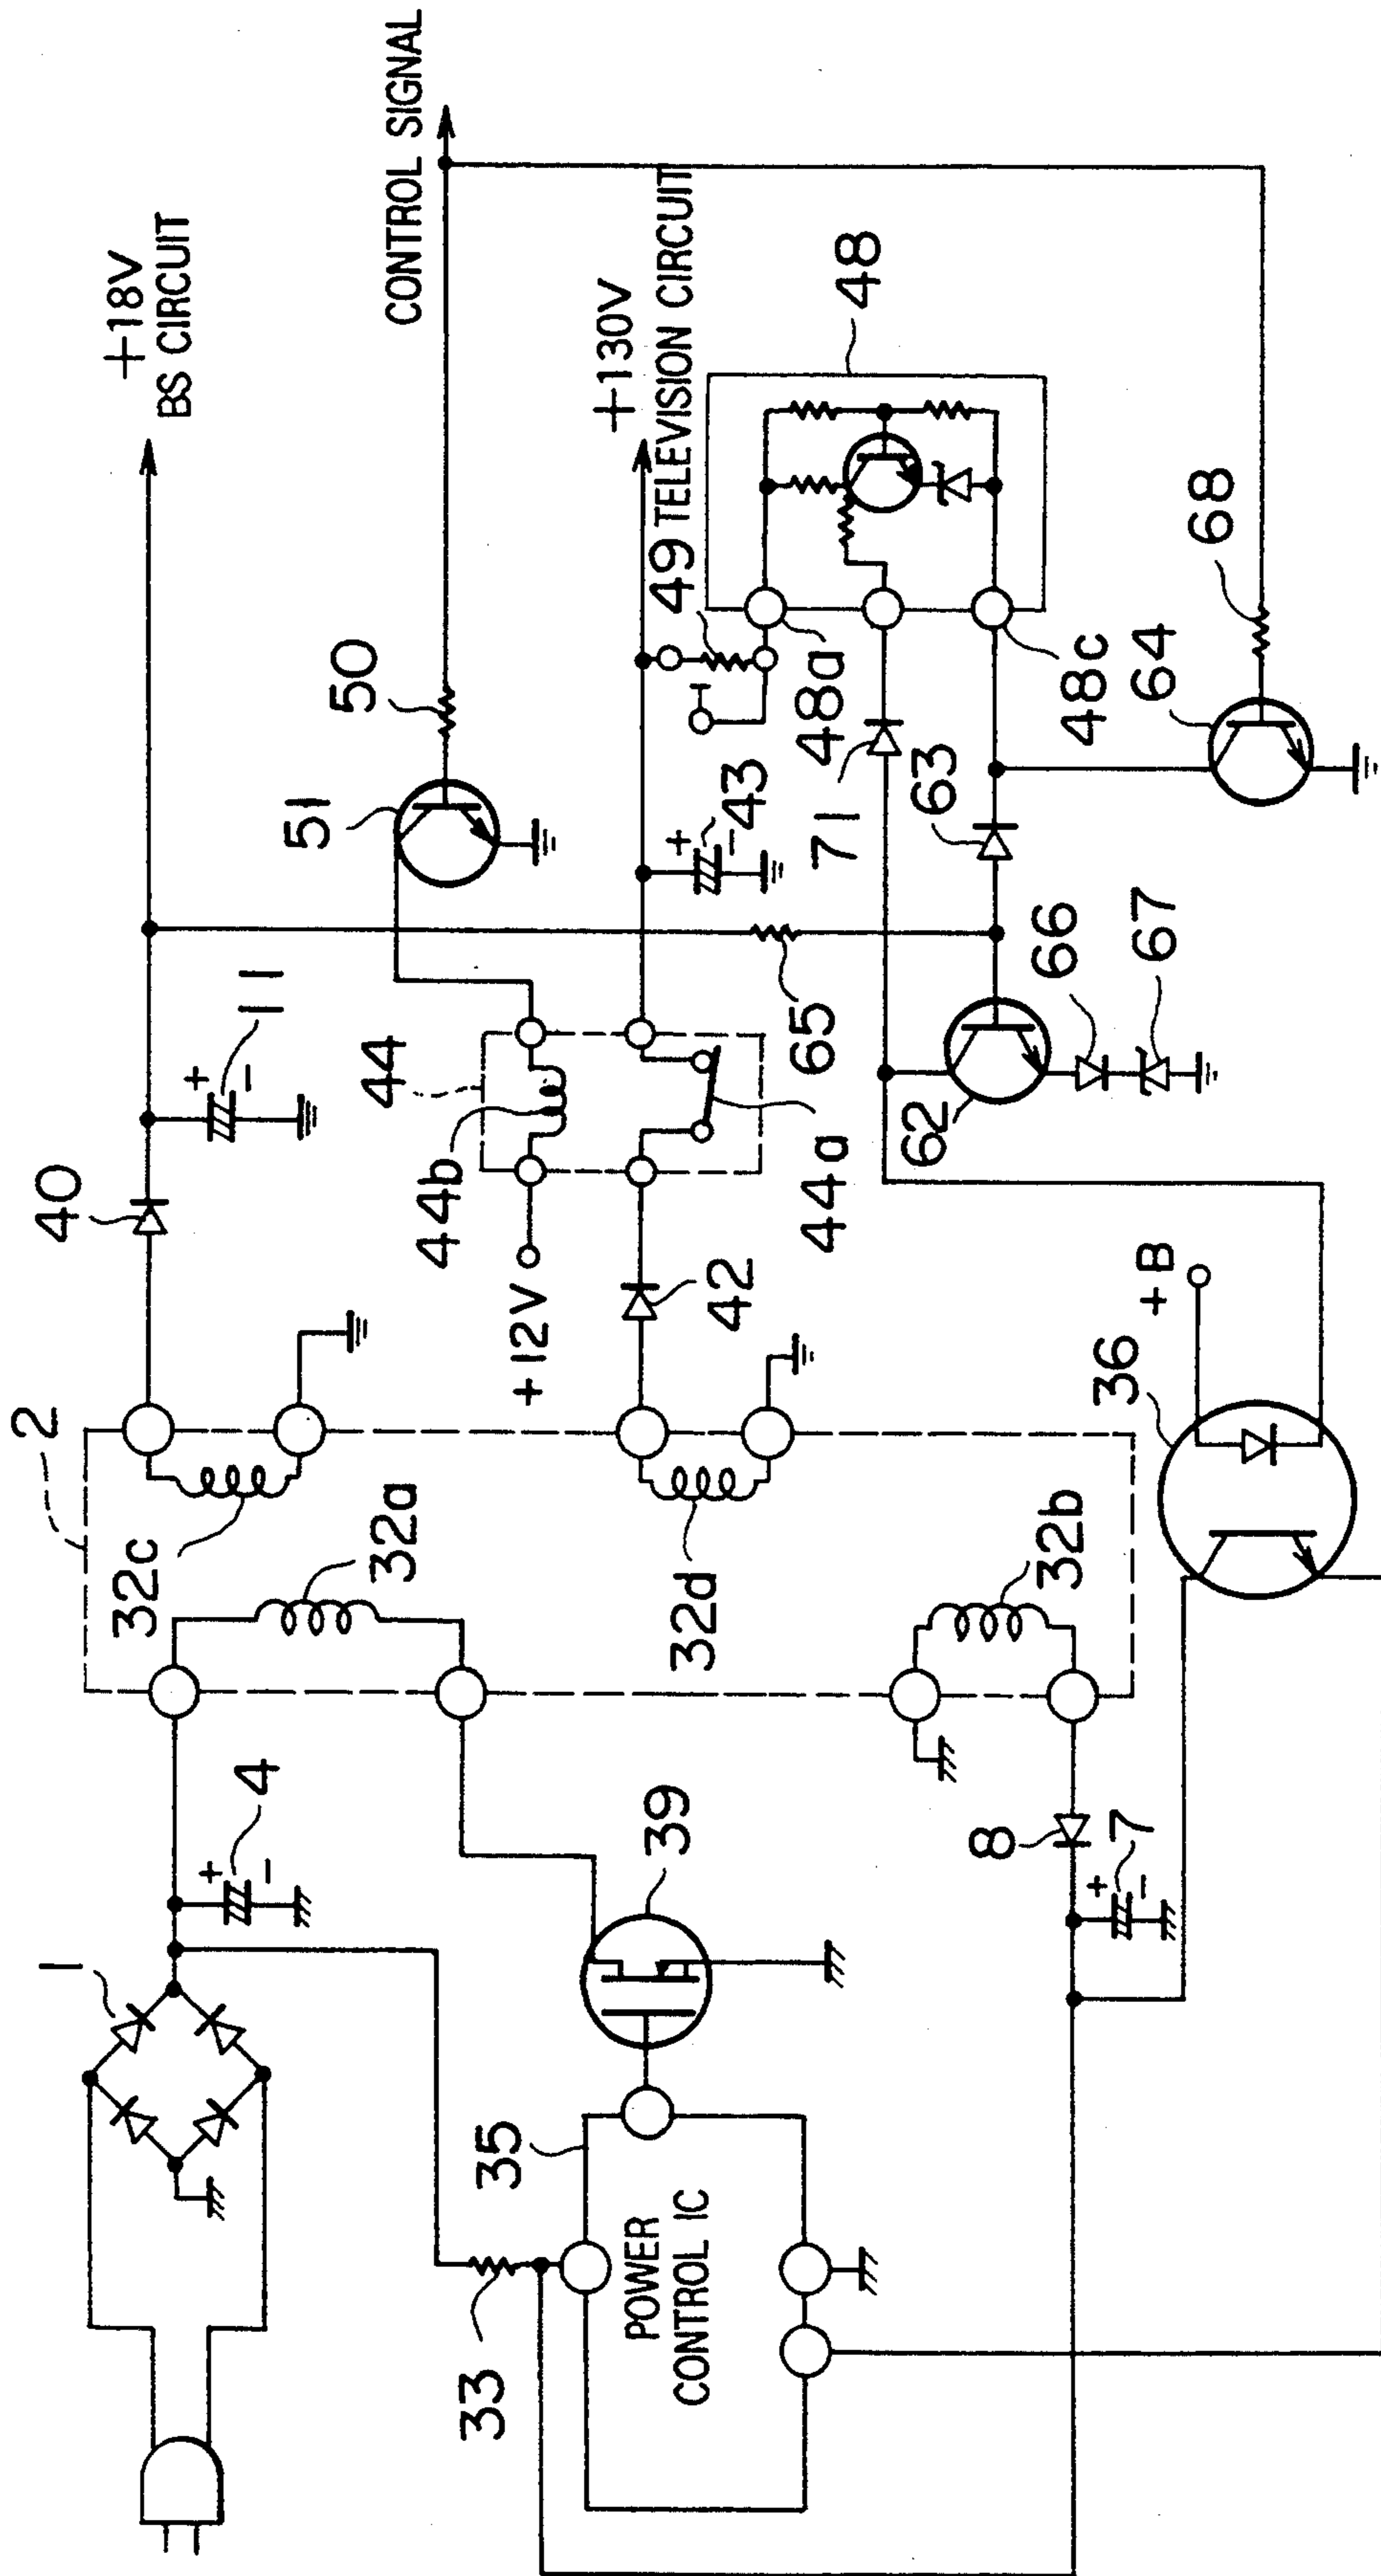 +18V
BS CIRCUIT
CONTROL SIGNAL
+130V
TELEVISION CIRCUIT
1
4
2
32c
32a
32d
32b
40
11
+
-
50
51
44
44b
44a
+12V
42
43
+
-
49
48
48a
48c
71
63
65
66
67
62
64
68
+B
36
39
35
33
POWER
CONTROL IC
8
7
+
-
+
-